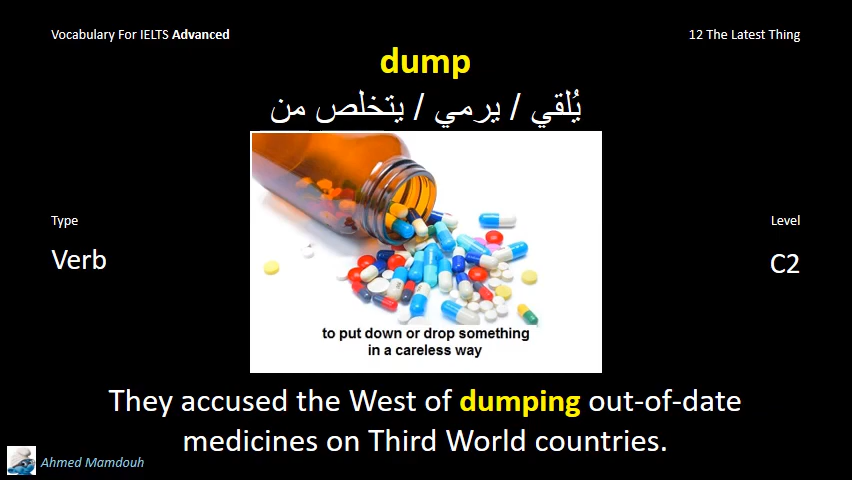 Vocabulary For IELTS Advanced
12 The Latest Thing
dump
يُلقي / يرمي / يتخلص من
Type
Level
Verb
C2
to put down or drop something
in a careless way
They accused the West of dumping out-of-date
medicines on Third World countries.
Ahmed Mamdouh